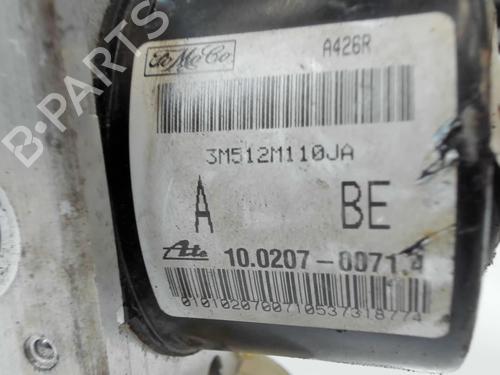 FoMoCo A426R
3M512M110JA
A BE
Ate 10.0207-0071.4
0101020700710537318774
B-PARTS